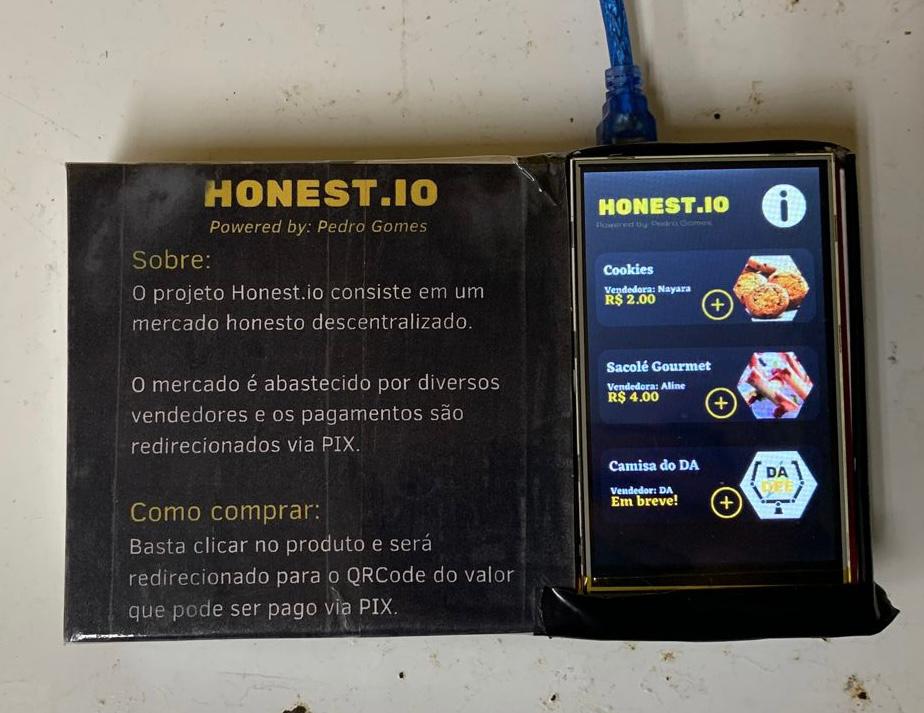 HONEST.IO
Powered by: Pedro Gomes
Sobre:
O projeto Honest.io consiste em um
mercado honesto descentralizado.
O mercado é abastecido por diversos
vendedores e os pagamentos são
redirecionados via PIX.
Como comprar:
Basta clicar no produto e será
redirecionado para o QRCode do valor
que pode ser pago via PIX.
HONEST.IO
Powered by: Pedro Gomes
i
Cookies
Vendedora: Nayara
R$ 2.00
+
Sacolé Gourmet
Vendedora: Aline
R$ 4.00
+
Camisa do DA
Vendedor: DA
Em breve!
+
DÁ
DEE